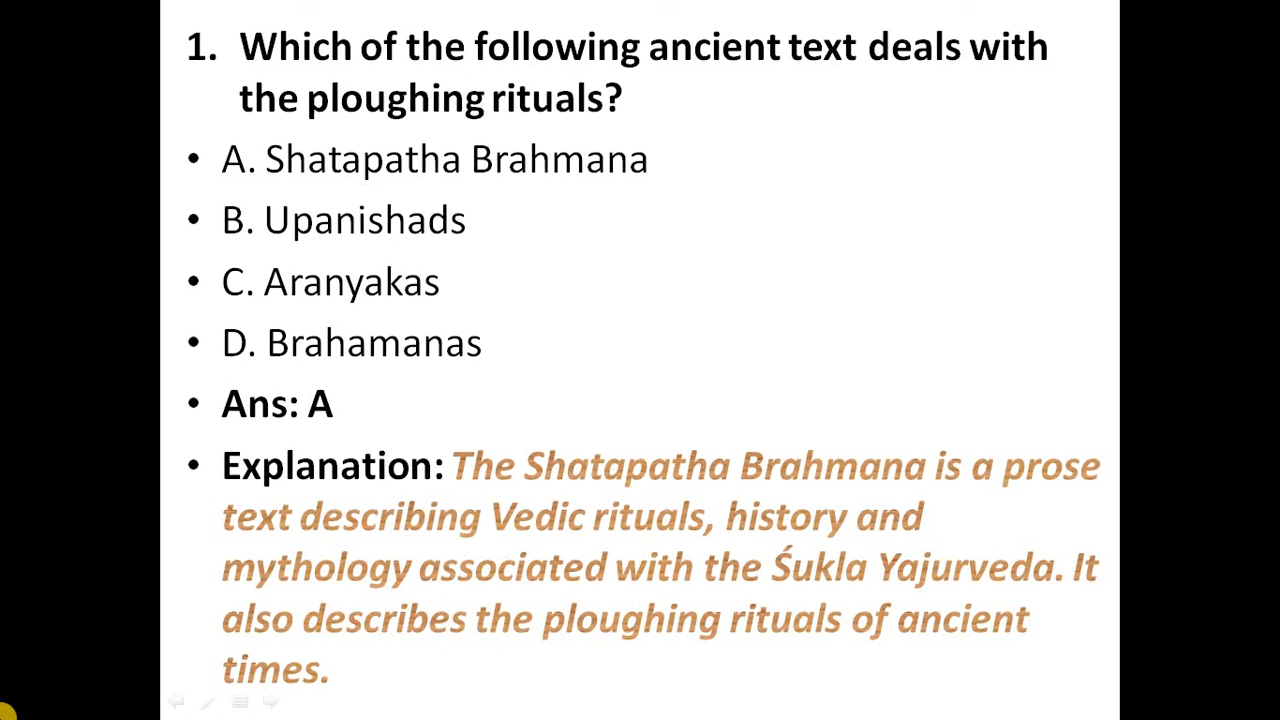 1. Which of the following ancient text deals with
the ploughing rituals?
• A. Shatapatha Brahmana
• B. Upanishads
• C. Aranyakas
• D. Brahamanas
• Ans: A
• Explanation: The Shatapatha Brahmana is a prose
text describing Vedic rituals, history and
mythology associated with the Śukla Yajurveda. It
also describes the ploughing rituals of ancient
times.